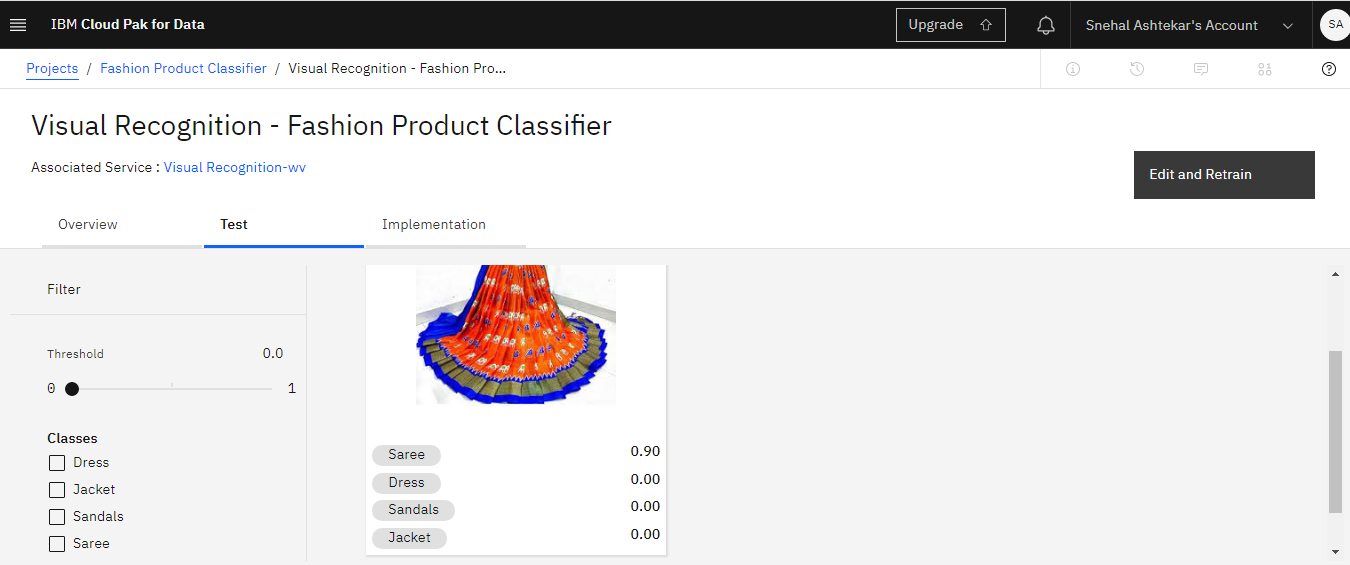 IBM Cloud Pak for Data
Upgrade
Snehal Ashtekar's Account
SA
Projects / Fashion Product Classifier / Visual Recognition - Fashion Pro...
Visual Recognition - Fashion Product Classifier
Associated Service : Visual Recognition-wv
Edit and Retrain
Overview
Test
Implementation
Filter
Threshold 0.0
0 1
Classes
Dress
Jacket
Sandals
Saree
Saree 0.90
Dress 0.00
Sandals 0.00
Jacket 0.00